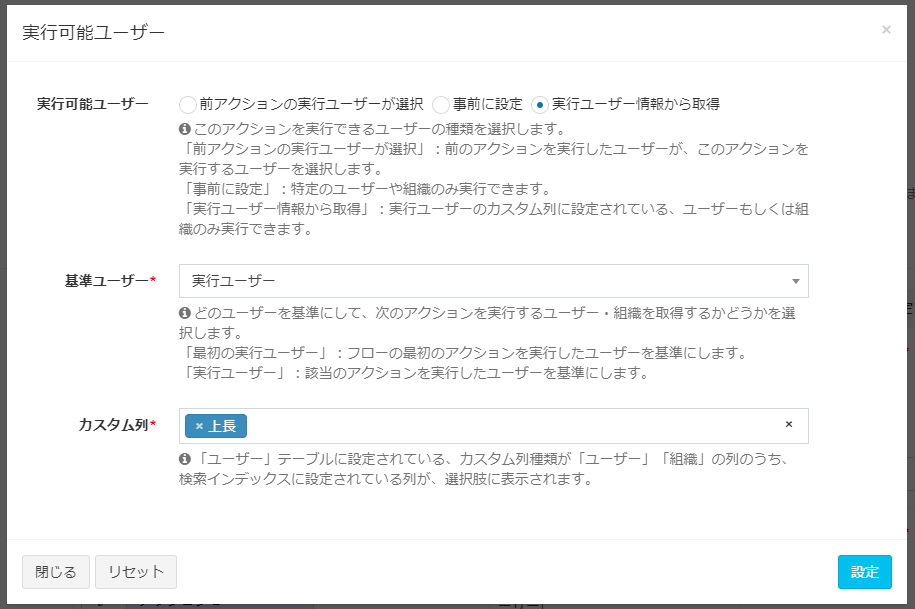 実行可能ユーザー
×
実行可能ユーザー
前アクションの実行ユーザーが選択 事前に設定 実行ユーザー情報から取得
このアクションを実行できるユーザーの種類を選択します。
「前アクションの実行ユーザーが選択」：前のアクションを実行したユーザーが、このアクションを
実行するユーザーを選択します。
「事前に設定」：特定のユーザーや組織のみ実行できます。
「実行ユーザー情報から取得」：実行ユーザーのカスタム列に設定されている、ユーザーもしくは組
織のみ実行できます。
基準ユーザー*
実行ユーザー
どのユーザーを基準にして、次のアクションを実行するユーザー・組織を取得するかどうかを選
択します。
「最初の実行ユーザー」：フローの最初のアクションを実行したユーザーを基準にします。
「実行ユーザー」：該当のアクションを実行したユーザーを基準にします。
カスタム列*
× 上長 ×
「ユーザー」テーブルに設定されている、カスタム列種類が「ユーザー」「組織」の列のうち、
検索インデックスに設定されている列が、選択肢に表示されます。
閉じる リセット 設定